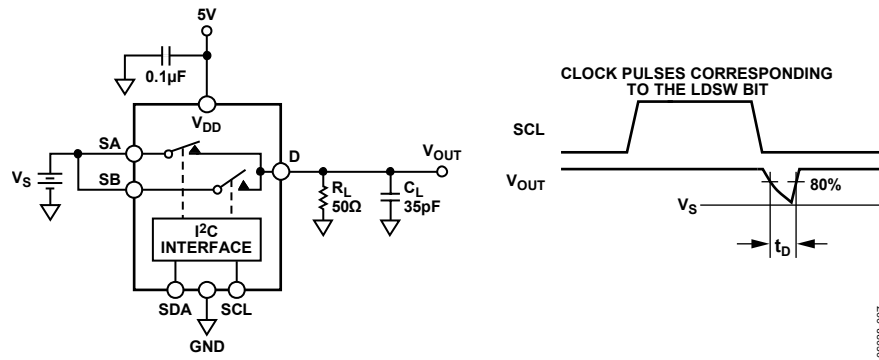 5V
0.1µF
VDD
SA
SB
VS
D
VOUT
RL
50Ω
CL
35pF
I2C
INTERFACE
SDA
SCL
GND
CLOCK PULSES CORRESPONDING
TO THE LDSW BIT
SCL
VOUT
80%
VS
tD